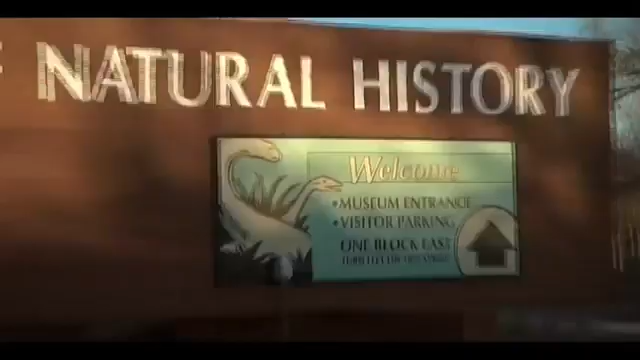 NATURAL HISTORY
Welcome
•MUSEUM ENTRANCE
•VISITOR PARKING
ONE BLOCK EAST